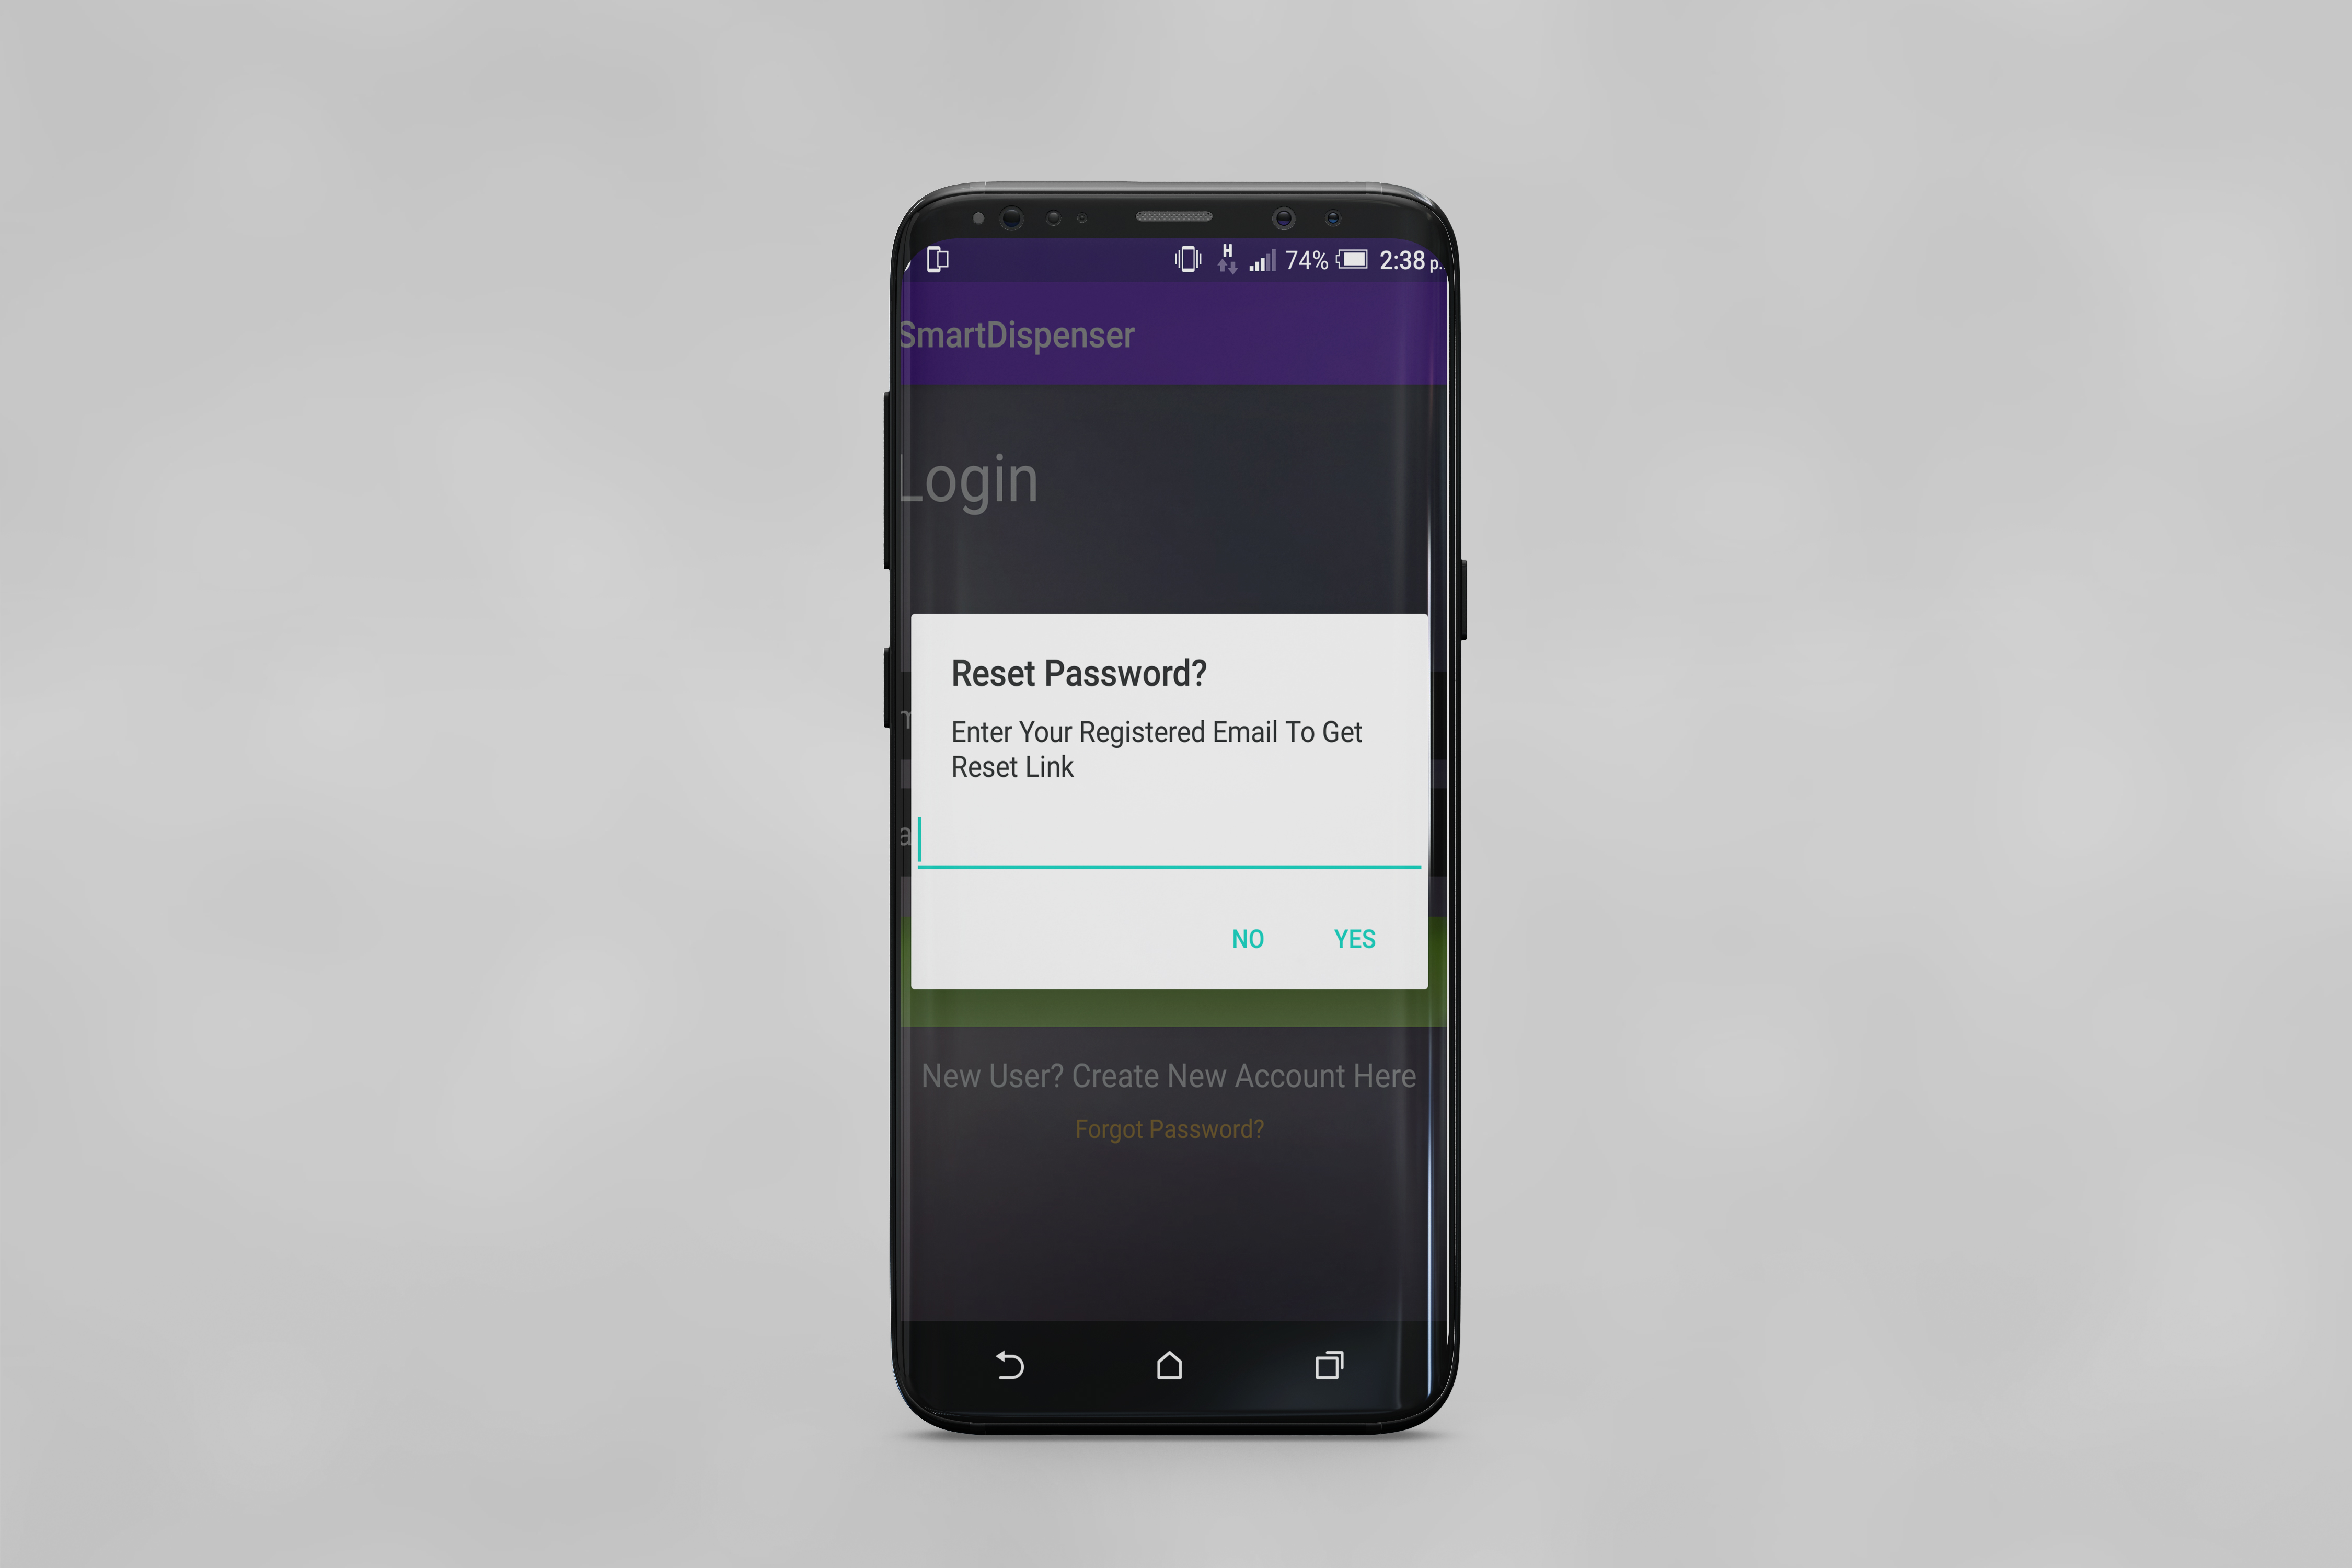 H
74% 2:38 p..
SmartDispenser
Login
Reset Password?
Enter Your Registered Email To Get
Reset Link
NO YES
New User? Create New Account Here
Forgot Password?